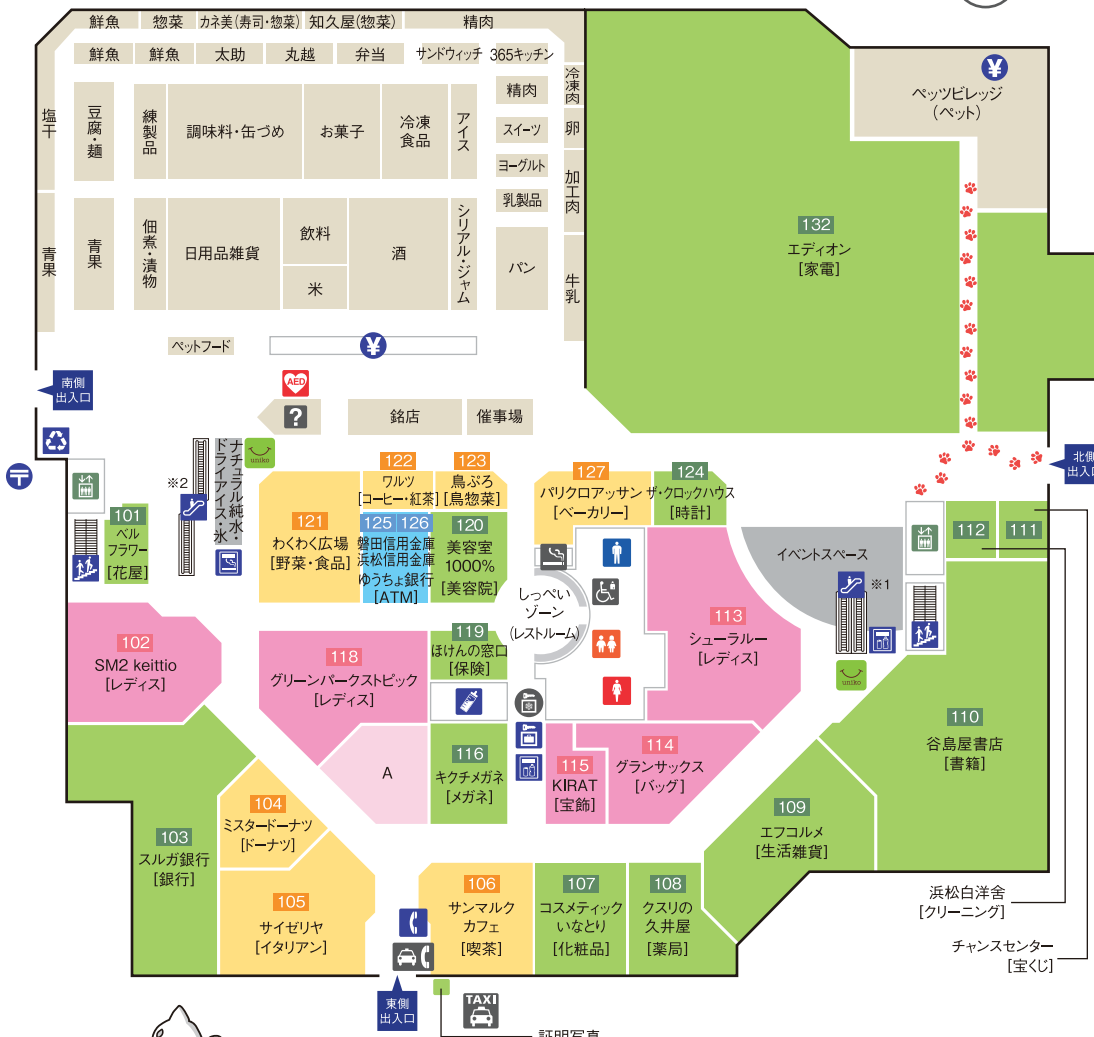 鮮魚 惣菜 カネ美(寿司・惣菜) 知久屋(惣菜) 精肉
鮮魚 鮮魚 太助 丸越 弁当 サンドウィッチ 365キッチン
塩干
豆腐・麺
練製品
調味料・缶づめ
お菓子
冷凍
食品
アイス
精肉
スイーツ
ヨーグルト
乳製品
冷凍肉
卵
加工肉
牛乳
青果
青果
佃煮・漬物
日用品雑貨
飲料
米
酒
シリアル・ジャム
パン
ペットフード
¥
¥
ペッツビレッジ
(ペット)
132
エディオン
[家電]
南側
出入口
AED
?
銘店
催事場
北側
出入口
〒
※2
ナチュラル純水・
ドライアイス・氷
uniko
101
ベル
フラワー
[花屋]
121
わくわく広場
[野菜・食品]
122
ワルツ
[コーヒー・紅茶]
123
鳥ぷろ
[鳥惣菜]
125 126
磐田信用金庫
浜松信用金庫
ゆうちょ銀行
[ATM]
120
美容室
1000%
[美容院]
127
パリクロアッサン
[ベーカリー]
124
ザ・クロックハウス
[時計]
しっぺい
ゾーン
(レストルーム)
イベントスペース
※1
uniko
112
111
102
SM2 keittio
[レディス]
118
グリーンパークストピック
[レディス]
119
ほけんの窓口
[保険]
113
シューラルー
[レディス]
A
116
キクチメガネ
[メガネ]
115
KIRAT
[宝飾]
114
グランサックス
[バッグ]
110
谷島屋書店
[書籍]
109
エフコルメ
[生活雑貨]
103
スルガ銀行
[銀行]
104
ミスタードーナツ
[ドーナツ]
105
サイゼリヤ
[イタリアン]
106
サンマルク
カフェ
[喫茶]
107
コスメティック
いなとり
[化粧品]
108
クスリの
久井屋
[薬局]
浜松白洋舎
[クリーニング]
チャンスセンター
[宝くじ]
東側
出入口
TAXI
証明写真